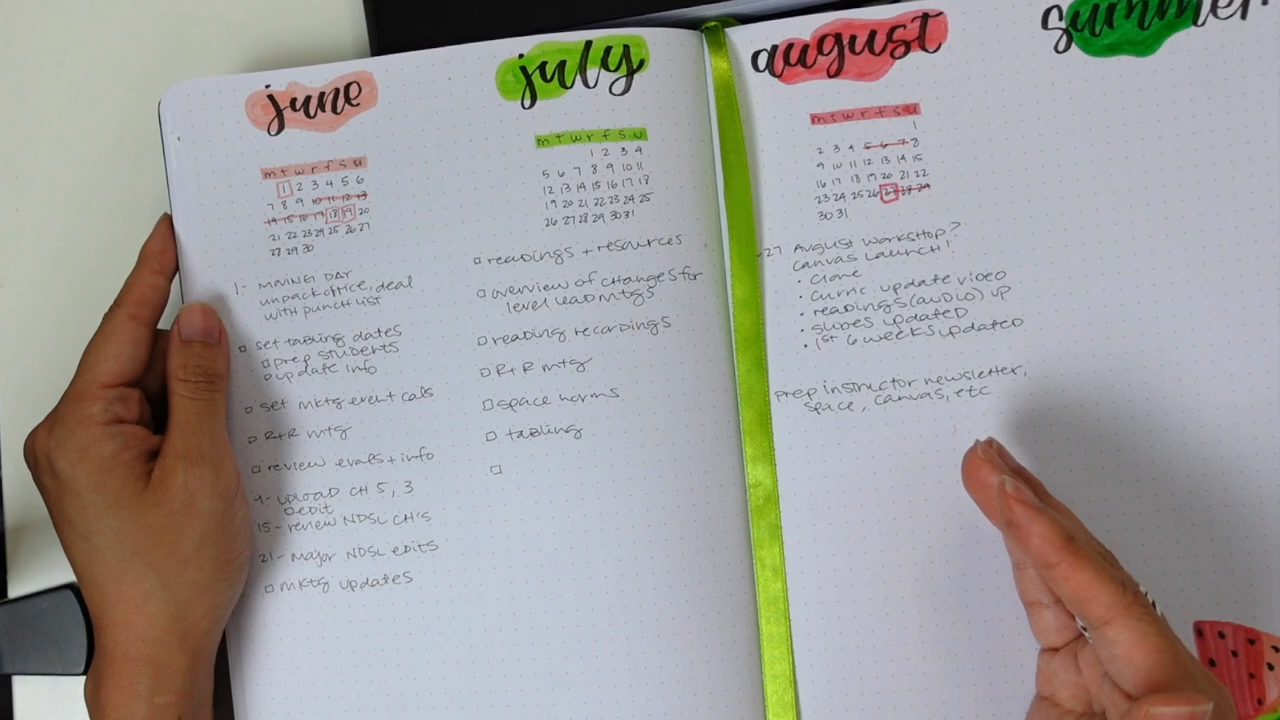 june
m t w r f s u
1 2 3 4 5 6
7 8 9 10 11 12 13
14 15 16 17 18 19 20
21 22 23 24 25 26 27
27 29 30
1- MOVING DAY
unpack office, deal
with punch list
□ set tabling dates
□ prep students
□ update info
□ set mktg event cals
□ R+R mtg
□ review evals + info
upload CH 5, 3
□ edit
15- review NDSL CH's
21- Major NDSL edits
□ mktg updates
july
m t w r f s u
1 2 3 4
5 6 7 8 9 10 11
12 13 14 15 16 17 18
19 20 21 22 23 24 25
26 27 28 29 30 31
□ readings + resources
□ overview of changes for
level lead mtgs
□ reading recordings
□ R+R mtg
□ space norms
□ tabling
□
august
m t w r f s u
1
2 3 4 5 6 7 8
9 10 11 12 13 14 15
16 17 18 19 20 21 22
23 24 25 26 27 28 29
30 31
-27 August workshop?
Canvas Launch!
• clone
• curric update video
• readings (audio) up
• slides updated
• 1st 6 weeks updated
prep instructor newsletter,
space, canvas, etc
summer